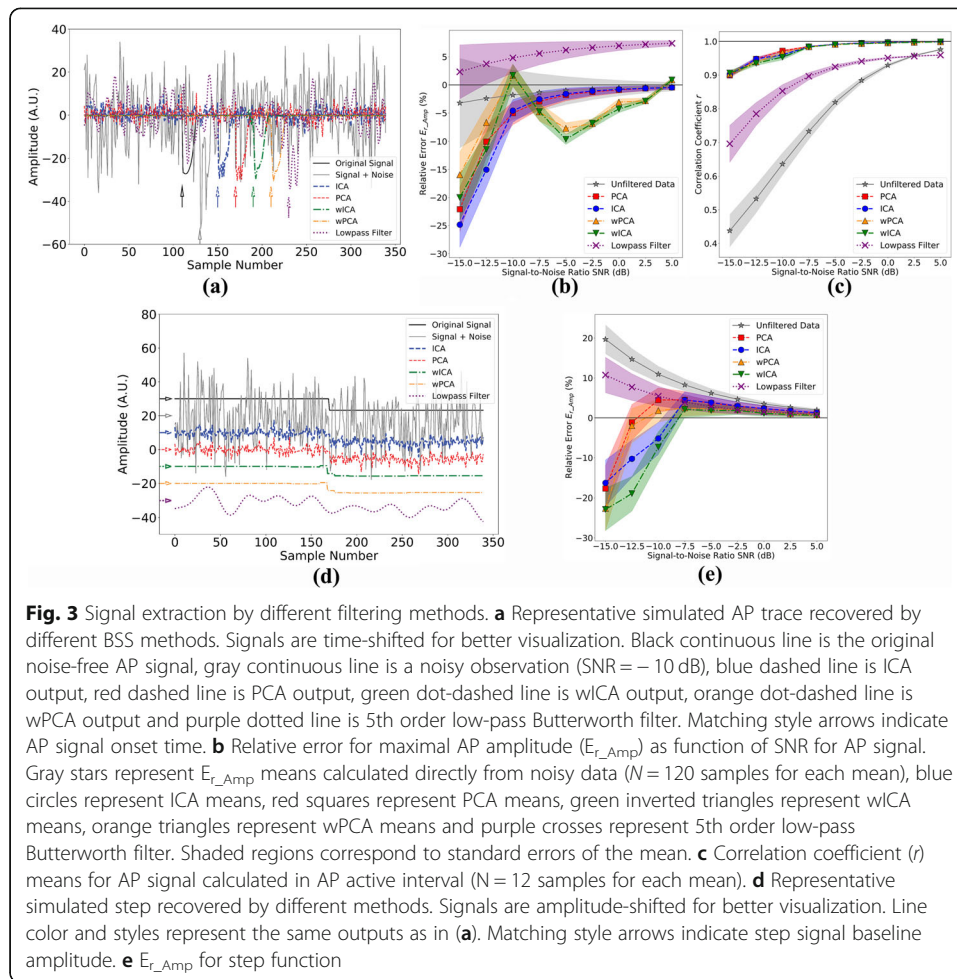 40
20
0
−20
−40
−60
Amplitude (A.U.)
0 50 100 150 200 250 300
Sample Number
Original Signal
Signal + Noise
ICA
PCA
wICA
wPCA
Lowpass Filter
(a)
5
0
−5
−10
−15
−20
−25
−30
Relative Error E_{r_Amp} (%)
−15.0 −12.5 −10.0 −7.5 −5.0 −2.5 0.0 2.5 5.0
Signal-to-Noise Ratio SNR (dB)
Unfiltered Data
PCA
ICA
wPCA
wICA
Lowpass Filter
(b)
1.0
0.9
0.8
0.7
0.6
0.5
0.4
Correlation Coefficient r
−15.0 −12.5 −10.0 −7.5 −5.0 −2.5 0.0 2.5 5.0
Signal-to-Noise Ratio SNR (dB)
Unfiltered Data
PCA
ICA
wPCA
wICA
Lowpass Filter
(c)
80
60
40
20
0
−20
−40
Amplitude (A.U.)
0 50 100 150 200 250 300 350
Sample Number
Original Signal
Signal + Noise
ICA
PCA
wICA
wPCA
Lowpass Filter
(d)
20
10
0
−10
−20
−30
Relative Error E_{r_Amp} (%)
−15.0 −12.5 −10.0 −7.5 −5.0 −2.5 0.0 2.5 5.0
Signal-to-Noise Ratio SNR (dB)
Unfiltered Data
PCA
ICA
wPCA
wICA
Lowpass Filter
(e)
Fig. 3 Signal extraction by different filtering methods. a Representative simulated AP trace recovered by
different BSS methods. Signals are time-shifted for better visualization. Black continuous line is the original
noise-free AP signal, gray continuous line is a noisy observation (SNR = − 10 dB), blue dashed line is ICA
output, red dashed line is PCA output, green dot-dashed line is wICA output, orange dot-dashed line is
wPCA output and purple dotted line is 5th order low-pass Butterworth filter. Matching style arrows indicate
AP signal onset time. b Relative error for maximal AP amplitude (E_{r_Amp}) as function of SNR for AP signal.
Gray stars represent E_{r_Amp} means calculated directly from noisy data (N = 120 samples for each mean), blue
circles represent ICA means, red squares represent PCA means, green inverted triangles represent wICA
means, orange triangles represent wPCA means and purple crosses represent 5th order low-pass
Butterworth filter. Shaded regions correspond to standard errors of the mean. c Correlation coefficient (r)
means for AP signal calculated in AP active interval (N = 12 samples for each mean). d Representative
simulated step recovered by different methods. Signals are amplitude-shifted for better visualization. Line
color and styles represent the same outputs as in (a). Matching style arrows indicate step signal baseline
amplitude. e E_{r_Amp} for step function